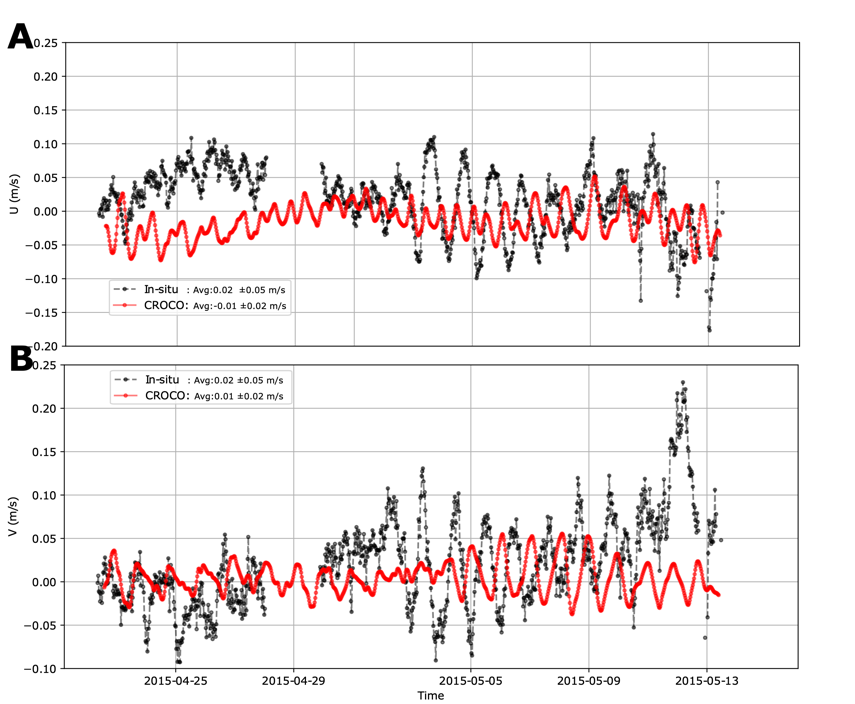 A
0.25
0.20
0.15
0.10
0.05
0.00
−0.05
−0.10
−0.15
−0.20
U (m/s)
In-situ : Avg:0.02 ±0.05 m/s
CROCO: Avg:-0.01 ±0.02 m/s
B
0.25
0.20
0.15
0.10
0.05
0.00
−0.05
−0.10
V (m/s)
In-situ : Avg:0.02 ±0.05 m/s
CROCO: Avg:0.01 ±0.02 m/s
2015-04-25 2015-04-29 2015-05-05 2015-05-09 2015-05-13
Time